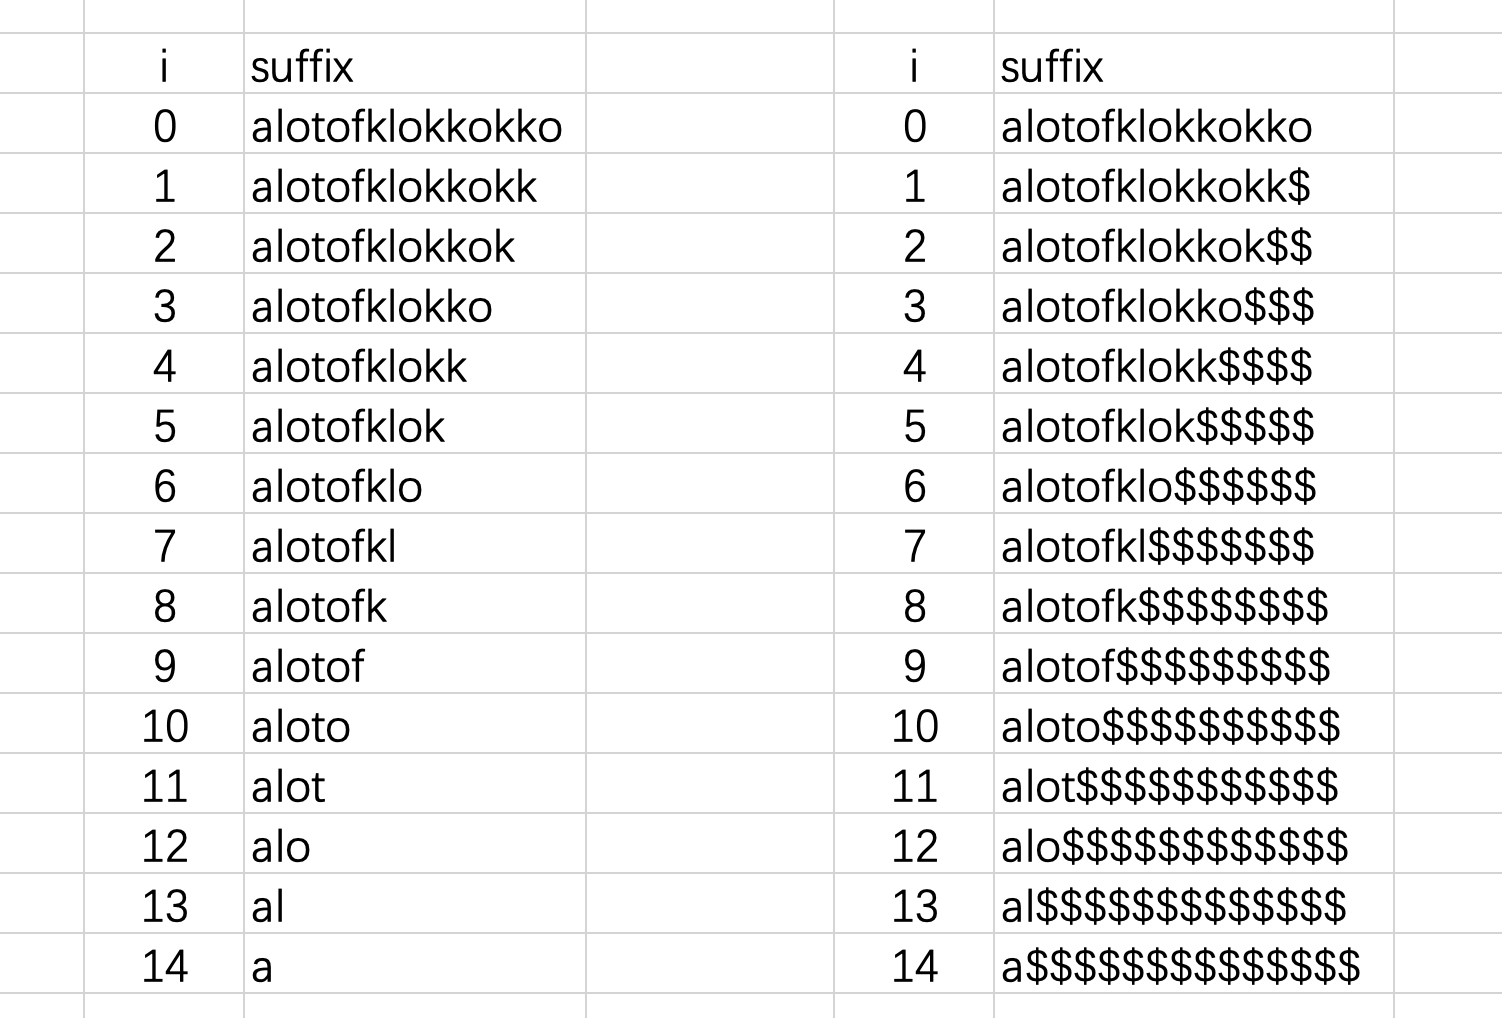 i suffix i suffix
0 alotofklokkokko 0 alotofklokkokko
1 alotofklokkokk 1 alotofklokkokk$
2 alotofklokkok 2 alotofklokkok$$
3 alotofklokko 3 alotofklokko$$$
4 alotofklokk 4 alotofklokk$$$$
5 alotofklok 5 alotofklok$$$$$
6 alotofklo 6 alotofklo$$$$$$
7 alotofkl 7 alotofkl$$$$$$$
8 alotofk 8 alotofk$$$$$$$$
9 alotof 9 alotof$$$$$$$$$
10 aloto 10 aloto$$$$$$$$$$
11 alot 11 alot$$$$$$$$$$$
12 alo 12 alo$$$$$$$$$$$$
13 al 13 al$$$$$$$$$$$$$
14 a 14 a$$$$$$$$$$$$$$